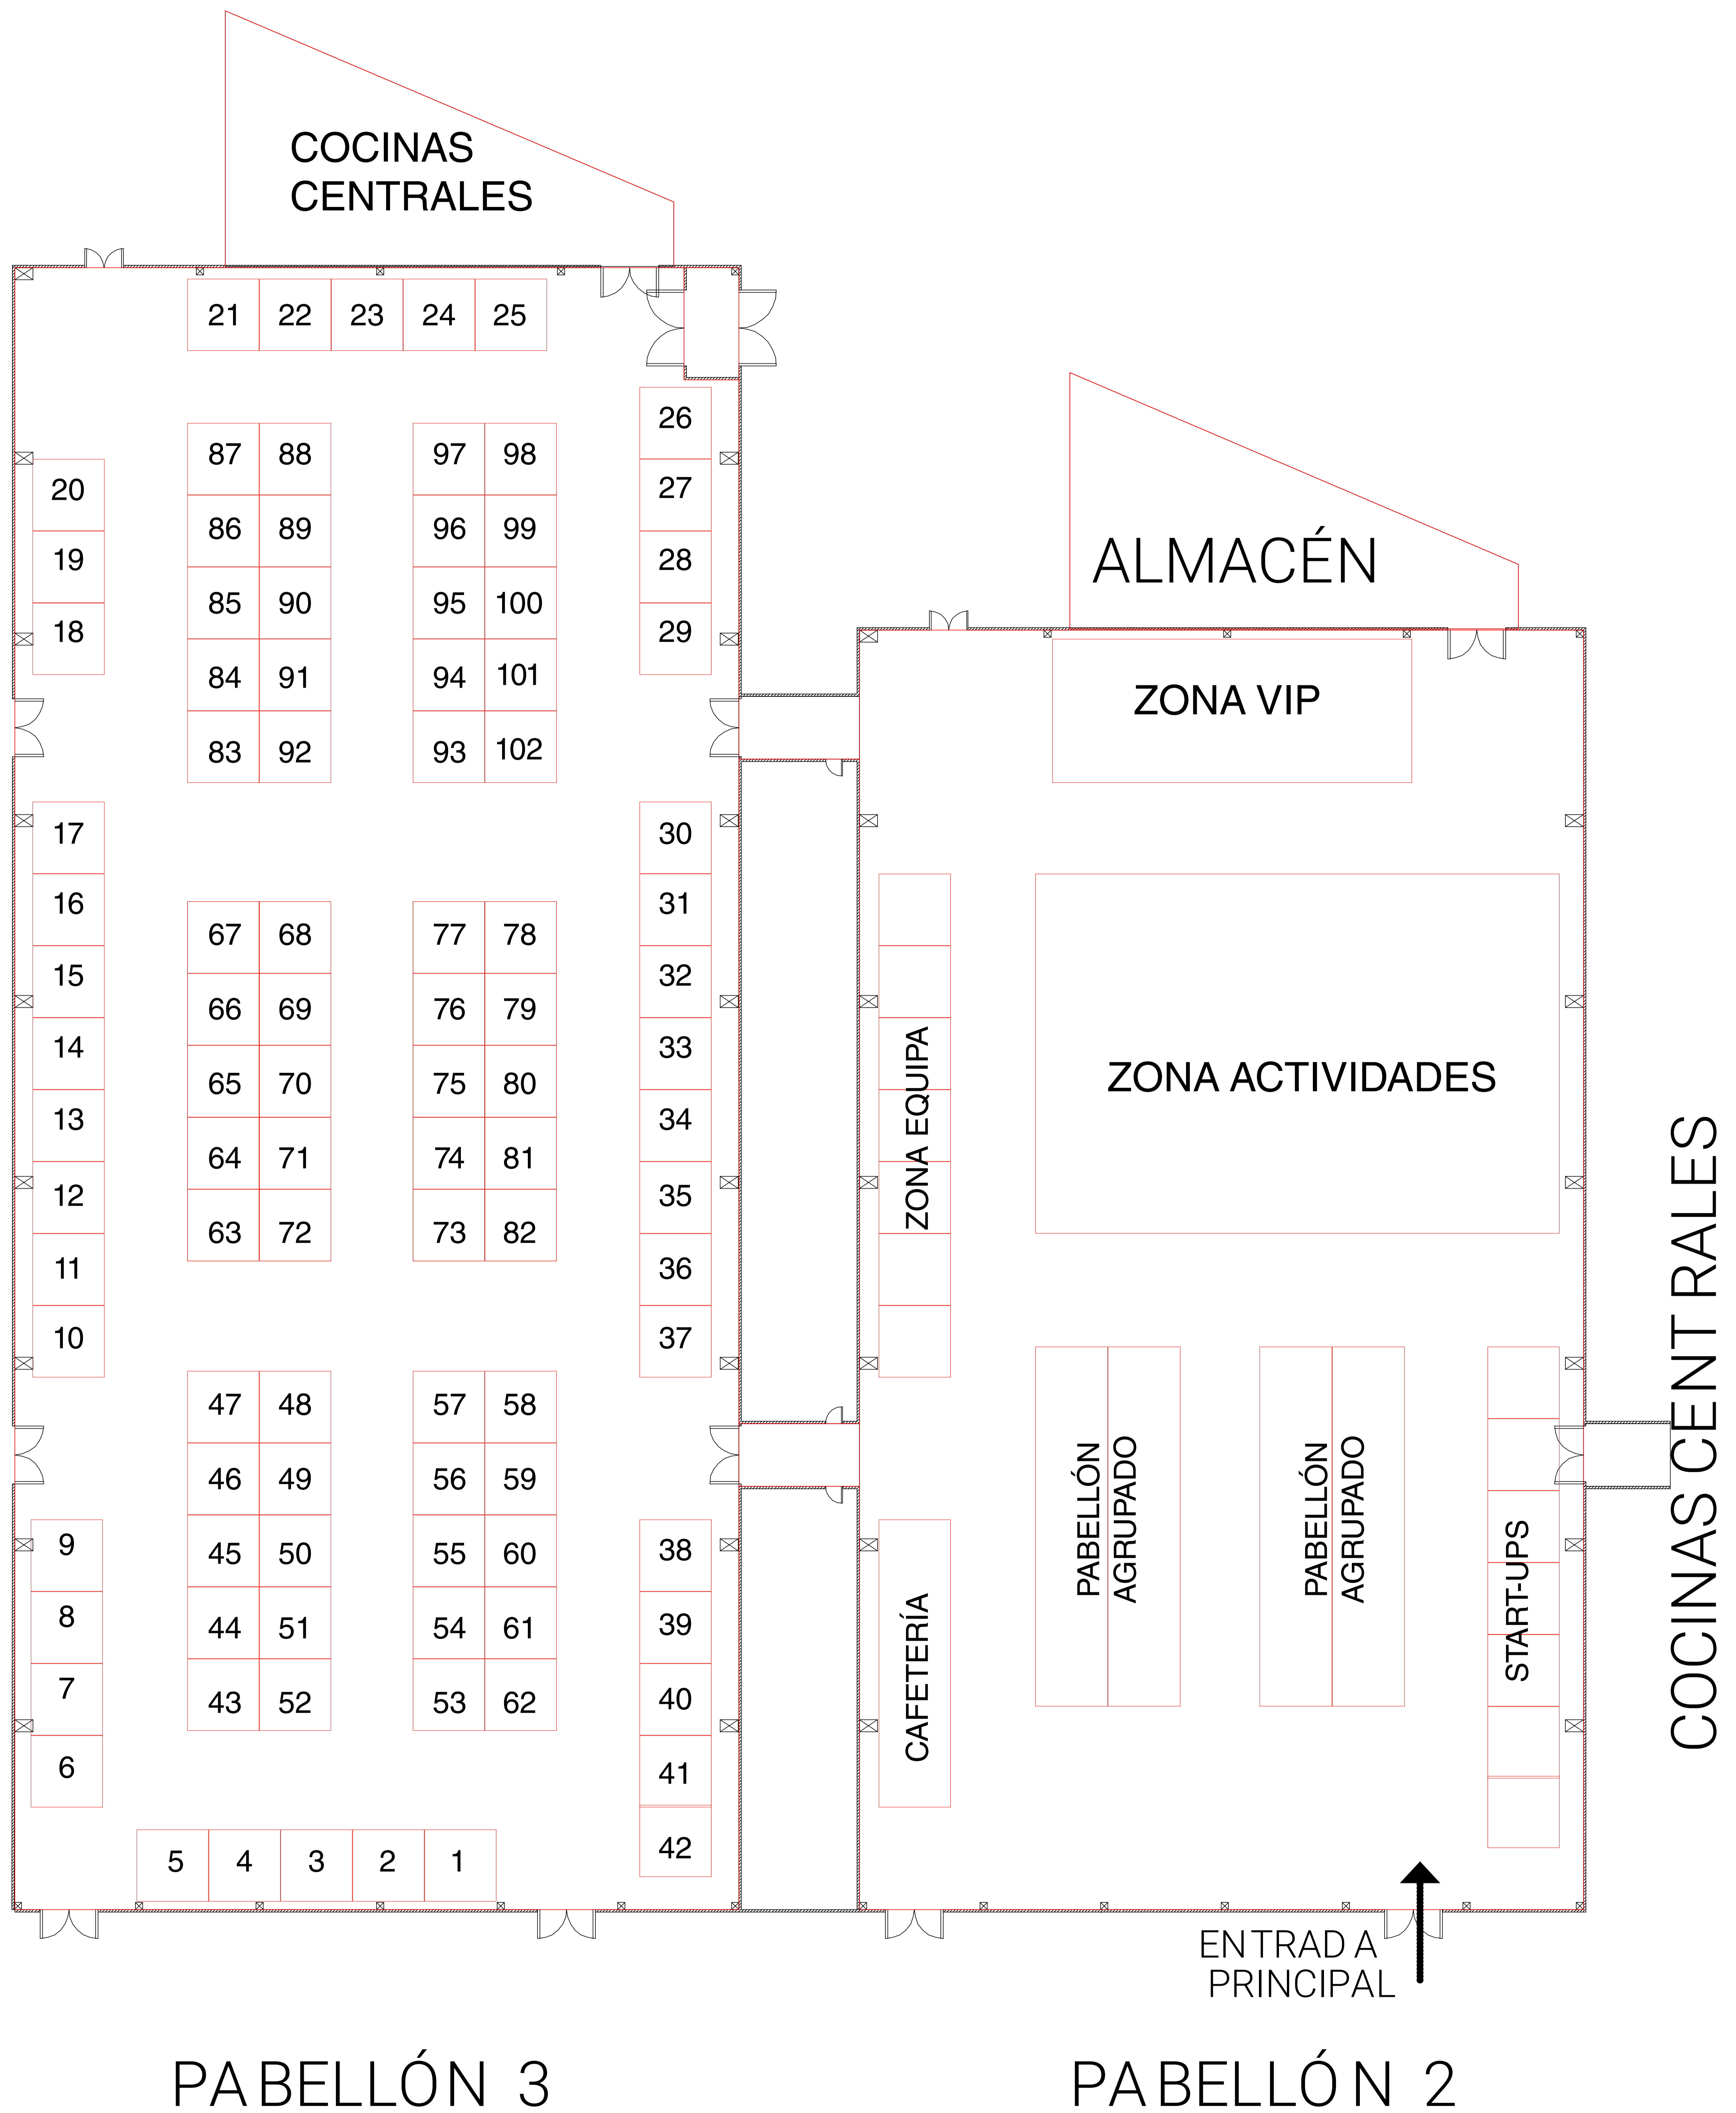 COCINAS
CENTRALES
21 22 23 24 25
26
87 88 97 98
20 27
86 89 96 99
19 28
85 90 95 100
18 29
84 91 94 101
83 92 93 102
17 30
16 31
67 68 77 78
15 32
66 69 76 79
14 33
65 70 75 80
13 34
64 71 74 81
12 35
63 72 73 82
11 36
10 37
47 48 57 58
46 49 56 59
9 38
45 50 55 60
8 39
44 51 54 61
7 40
43 52 53 62
6 41
42
5 4 3 2 1
PABELLÓN 3
ALMACÉN
ZONA VIP
ZONA ACTIVIDADES
ZONA EQUIPA
PABELLÓN
AGRUPADO
PABELLÓN
AGRUPADO
START-UPS
CAFETERÍA
COCINAS CENTRALES
ENTRADA
PRINCIPAL
PABELLÓN 2